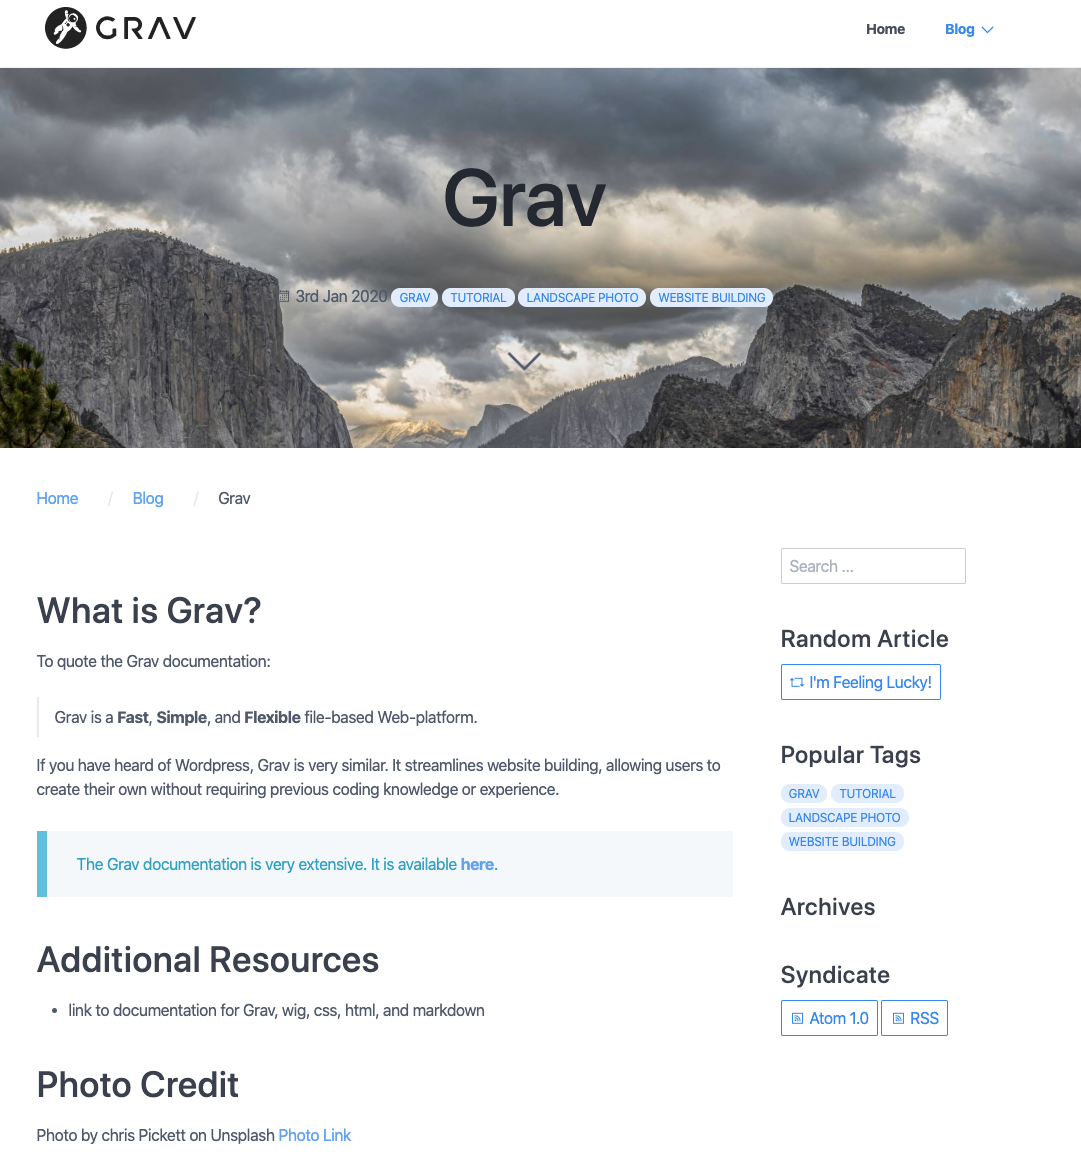 GRAV
Home Blog
Grav
3rd Jan 2020 GRAV TUTORIAL LANDSCAPE PHOTO WEBSITE BUILDING
Home / Blog / Grav
What is Grav?
To quote the Grav documentation:
Grav is a Fast, Simple, and Flexible file-based Web-platform.
If you have heard of Wordpress, Grav is very similar. It streamlines website building, allowing users to
create their own without requiring previous coding knowledge or experience.
The Grav documentation is very extensive. It is available here.
Additional Resources
• link to documentation for Grav, wig, css, html, and markdown
Photo Credit
Photo by chris Pickett on Unsplash Photo Link
Search ...
Random Article
I'm Feeling Lucky!
Popular Tags
GRAV TUTORIAL
LANDSCAPE PHOTO
WEBSITE BUILDING
Archives
Syndicate
Atom 1.0 RSS